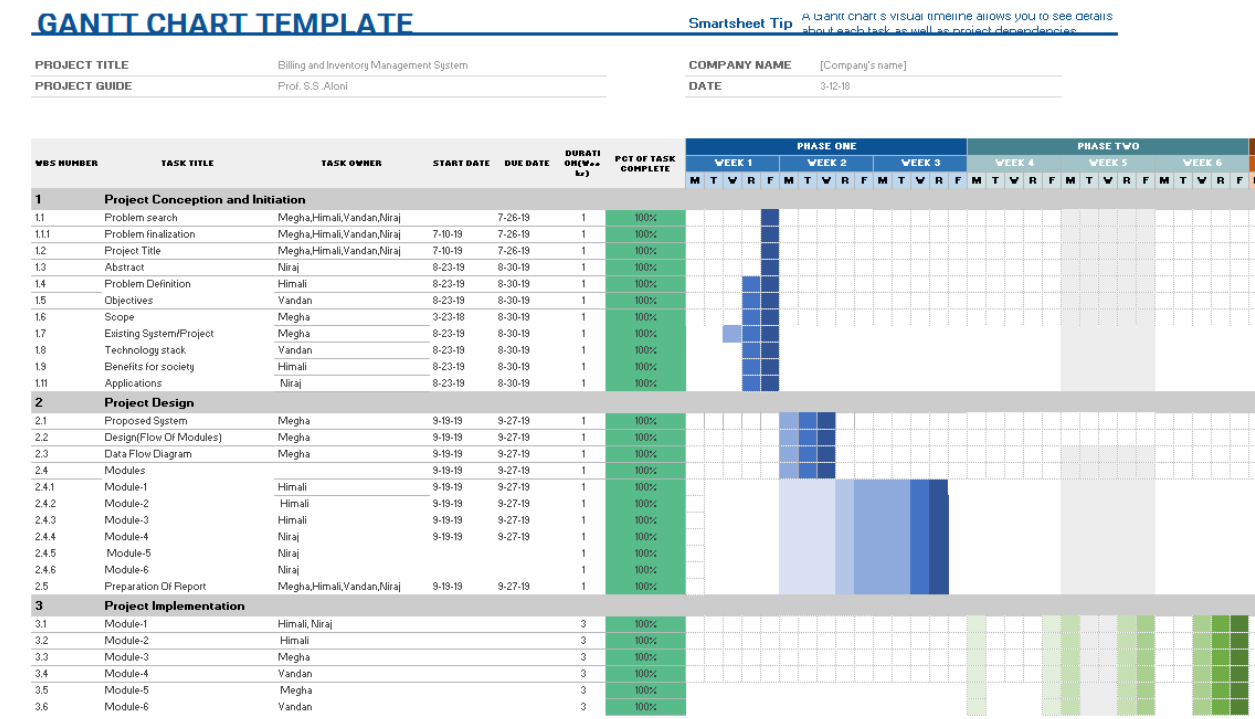 GANTT CHART TEMPLATE
Smartsheet Tip A Gantt chart's visual timeline allows you to see details
about each task as well as project dependencies.
PROJECT TITLE Billing and Inventory Management System COMPANY NAME [Company's name]
PROJECT GUIDE Prof. S.S .Aloni DATE 3-12-18
PHASE ONE PHASE TWO
WBS NUMBER TASK TITLE TASK OWNER START DATE DUE DATE DURATI PCT OF TASK WEEK 1 WEEK 2 WEEK 3 WEEK 4 WEEK 5 WEEK 6
ON(Wee COMPLETE
kr) M T W R F M T W R F M T W R F M T W R F M T W R F M T W R F
1 Project Conception and Initiation
1.1 Problem search Megha,Himali,Vandan,Niraj 7-26-19 1 100%
1.1.1 Problem finalization Megha,Himali,Vandan,Niraj 7-10-19 7-26-19 1 100%
1.2 Project Title Megha,Himali,Vandan,Niraj 7-10-19 7-26-19 1 100%
1.3 Abstract Niraj 8-23-19 8-30-19 1 100%
1.4 Problem Definition Himali 8-23-19 8-30-19 1 100%
1.5 Objectives Vandan 8-23-19 8-30-19 1 100%
1.6 Scope Megha 3-23-18 8-30-19 1 100%
1.7 Existing System/Project Megha 8-23-19 8-30-19 1 100%
1.8 Technology stack Vandan 8-23-19 8-30-19 1 100%
1.9 Benefits for society Himali 8-23-19 8-30-19 1 100%
1.11 Applications Niraj 8-23-19 8-30-19 1 100%
2 Project Design
2.1 Proposed System Megha 9-19-19 9-27-19 1 100%
2.2 Design(Flow Of Modules) Megha 9-19-19 9-27-19 1 100%
2.3 Data Flow Diagram Megha 9-19-19 9-27-19 1 100%
2.4 Modules 9-19-19 9-27-19 1 100%
2.4.1 Module-1 Himali 9-19-19 9-27-19 1 100%
2.4.2 Module-2 Himali 9-19-19 9-27-19 1 100%
2.4.3 Module-3 Himali 9-19-19 9-27-19 1 100%
2.4.4 Module-4 Niraj 9-19-19 9-27-19 1 100%
2.4.5 Module-5 Niraj 1 100%
2.4.6 Module-6 Niraj 1 100%
2.5 Preparation Of Report Megha,Himali,Vandan,Niraj 9-19-19 9-27-19 1 100%
3 Project Implementation
3.1 Module-1 Himali, Niraj 3 100%
3.2 Module-2 Himali 3 100%
3.3 Module-3 Megha 3 100%
3.4 Module-4 Vandan 3 100%
3.5 Module-5 Megha 3 100%
3.6 Module-6 Vandan 3 100%